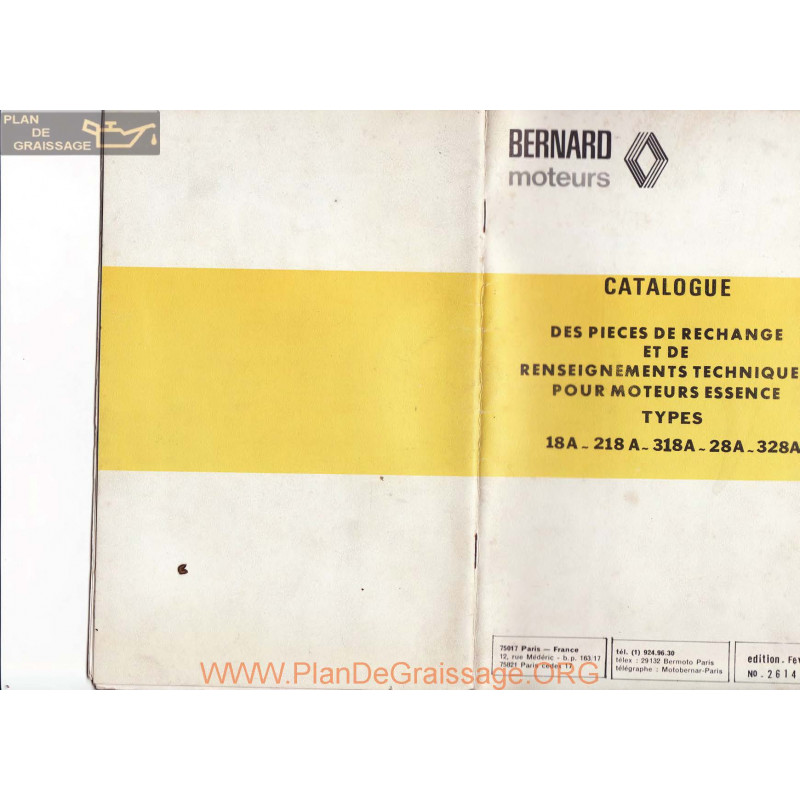 PLAN
DE
GRAISSAGE
BERNARD
moteurs
CATALOGUE
DES PIECES DE RECHANGE
ET DE
RENSEIGNEMENTS TECHNIQUE
POUR MOTEURS ESSENCE
TYPES
18A - 218 A - 318A - 28A - 328A
75017 Paris — France
12, rue Médéric - b.p. 163.17
75821 Paris cedex 17
tél. (1) 924.96.30
télex : 29132 Bermoto Paris
télégraphe : Motobernar-Paris
edition. Fev
No. 2614
www.PlanDeGraissage.ORG